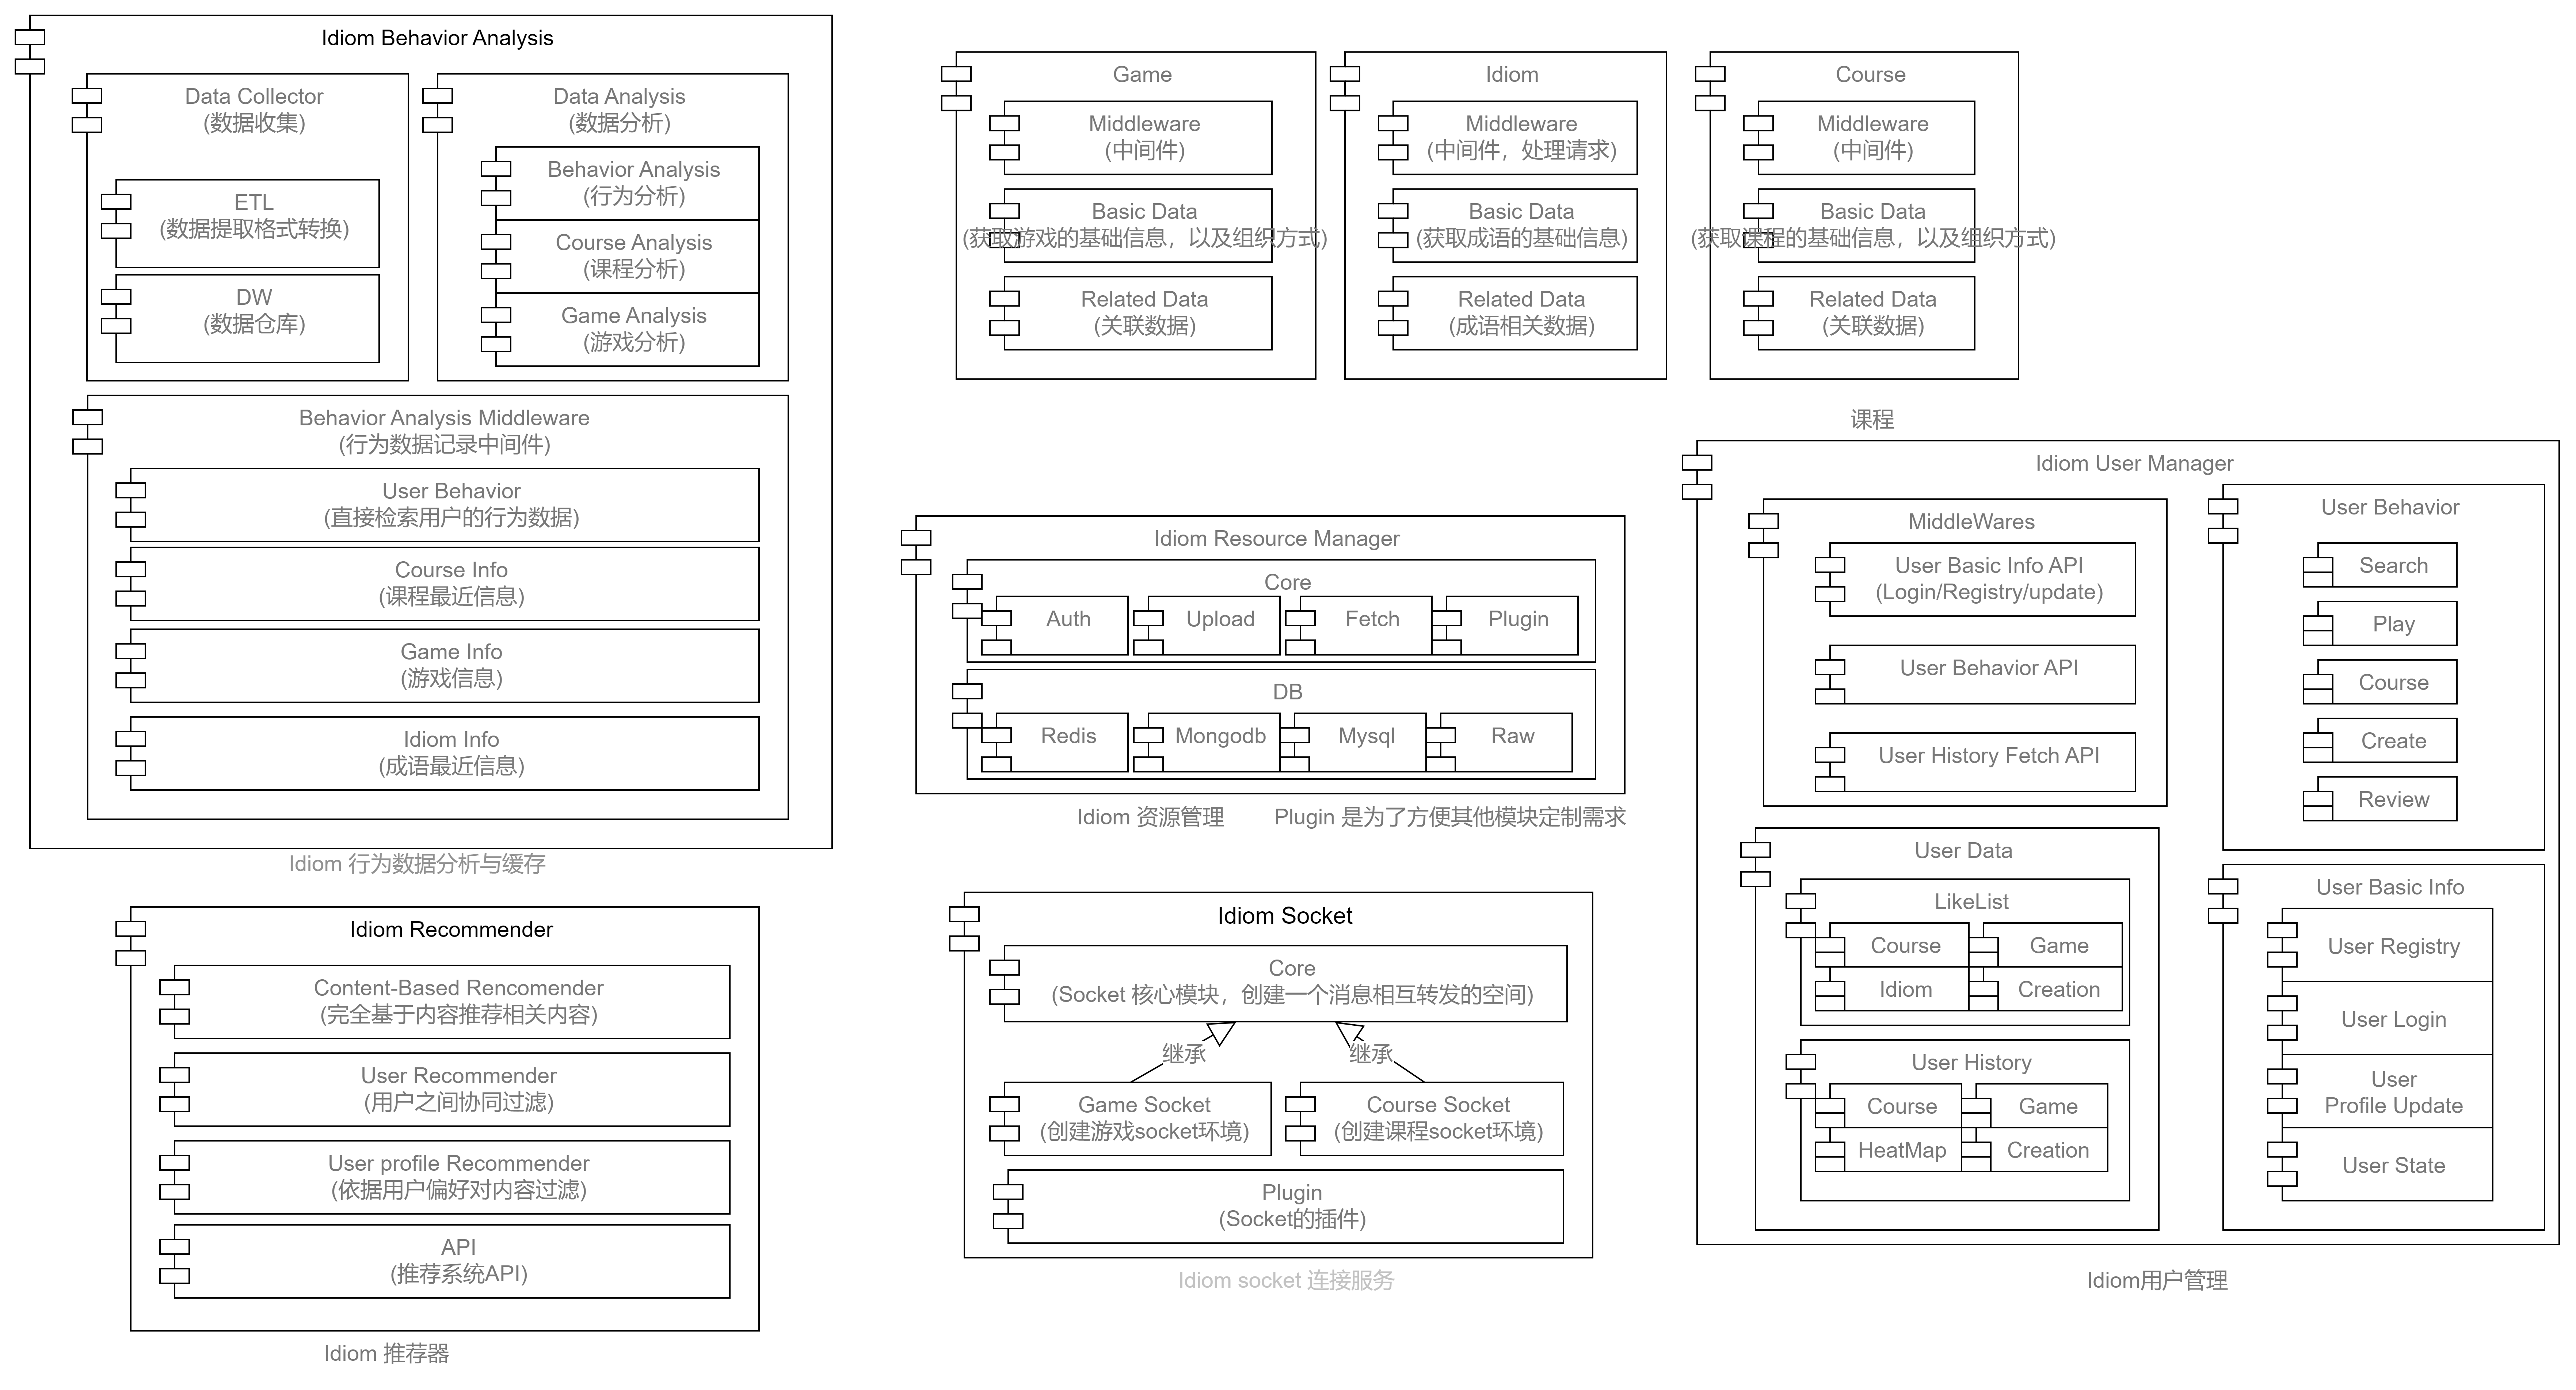 Idiom Behavior Analysis
Data Collector
(数据收集)
ETL
(数据提取格式转换)
DW
(数据仓库)
Data Analysis
(数据分析)
Behavior Analysis
(行为分析)
Course Analysis
(课程分析)
Game Analysis
(游戏分析)
Behavior Analysis Middleware
(行为数据记录中间件)
User Behavior
(直接检索用户的行为数据)
Course Info
(课程最近信息)
Game Info
(游戏信息)
Idiom Info
(成语最近信息)
Idiom 行为数据分析与缓存
Idiom Recommender
Content-Based Rencomender
(完全基于内容推荐相关内容)
User Recommender
(用户之间协同过滤)
User profile Recommender
(依据用户偏好对内容过滤)
API
(推荐系统API)
Idiom 推荐器
Game
Middleware
(中间件)
Basic Data
(获取游戏的基础信息，以及组织方式)
Related Data
(关联数据)
Idiom
Middleware
(中间件，处理请求)
Basic Data
(获取成语的基础信息)
Related Data
(成语相关数据)
Course
Middleware
(中间件)
Basic Data
(获取课程的基础信息，以及组织方式)
Related Data
(关联数据)
课程
Idiom Resource Manager
Core
Auth
Upload
Fetch
Plugin
DB
Redis
Mongodb
Mysql
Raw
Idiom 资源管理
Plugin 是为了方便其他模块定制需求
Idiom Socket
Core
(Socket 核心模块，创建一个消息相互转发的空间)
继承
继承
Game Socket
(创建游戏socket环境)
Course Socket
(创建课程socket环境)
Plugin
(Socket的插件)
Idiom socket 连接服务
Idiom User Manager
MiddleWares
User Basic Info API
(Login/Registry/update)
User Behavior API
User History Fetch API
User Behavior
Search
Play
Course
Create
Review
User Data
LikeList
Course
Game
Idiom
Creation
User History
Course
Game
HeatMap
Creation
User Basic Info
User Registry
User Login
User
Profile Update
User State
Idiom用户管理